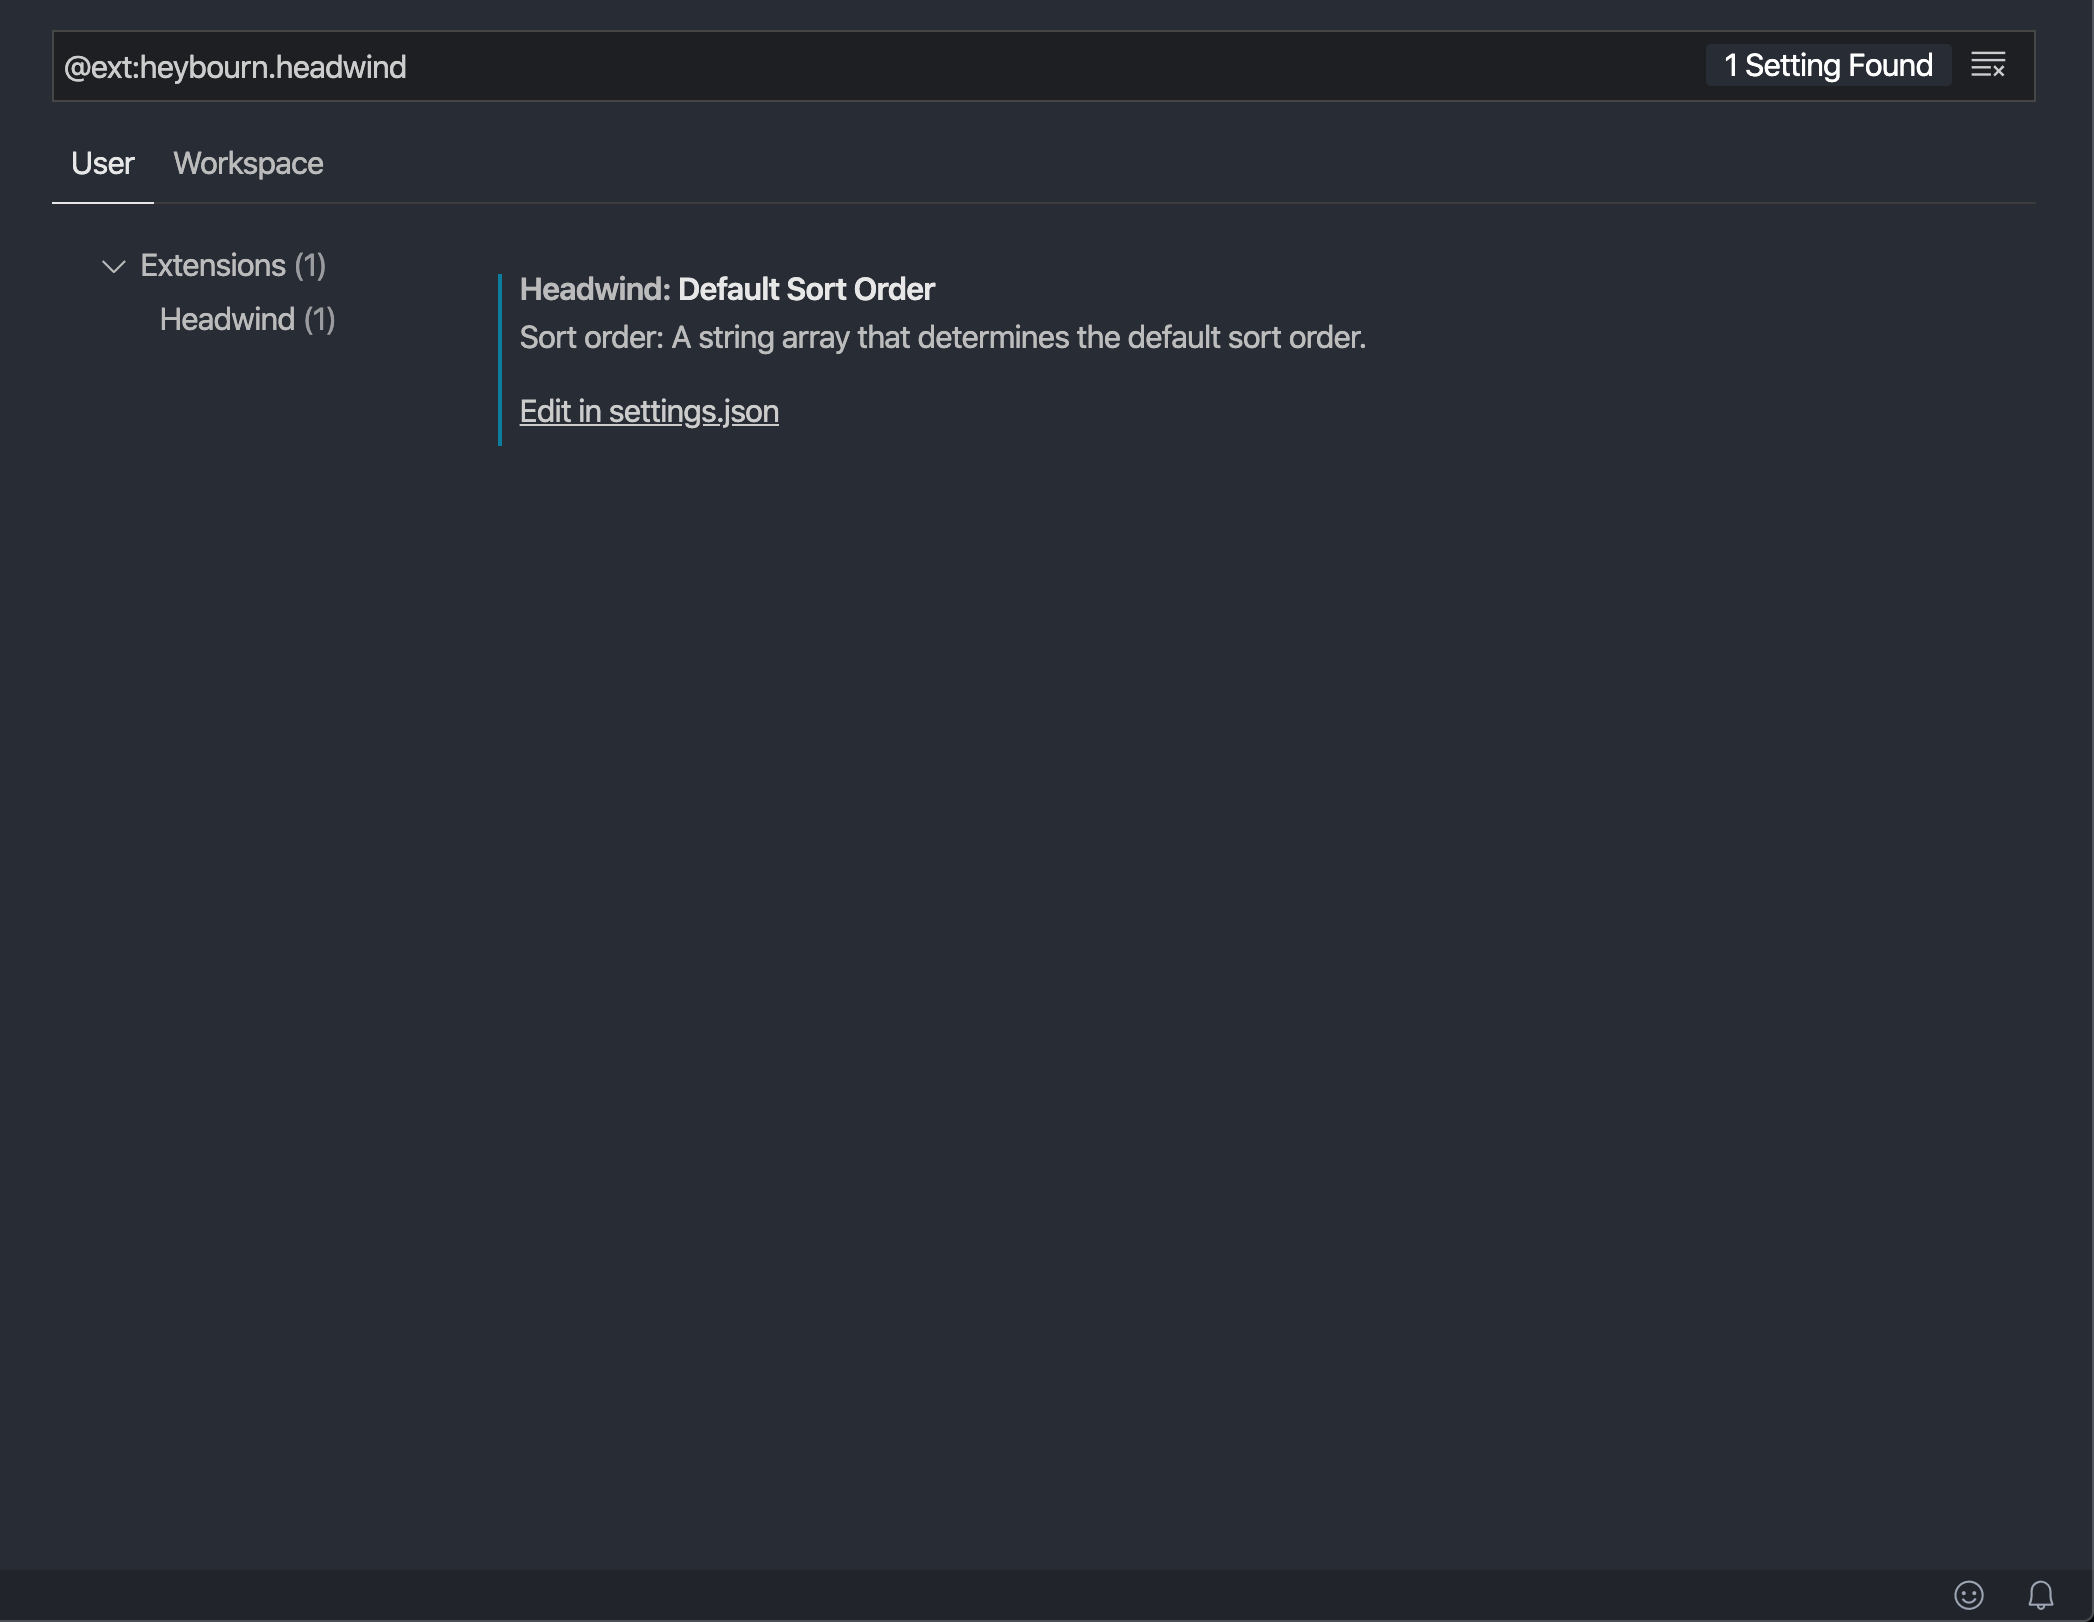 @ext:heybourn.headwind
1 Setting Found
User
Workspace
Extensions (1)
Headwind (1)
Headwind: Default Sort Order
Sort order: A string array that determines the default sort order.
Edit in settings.json